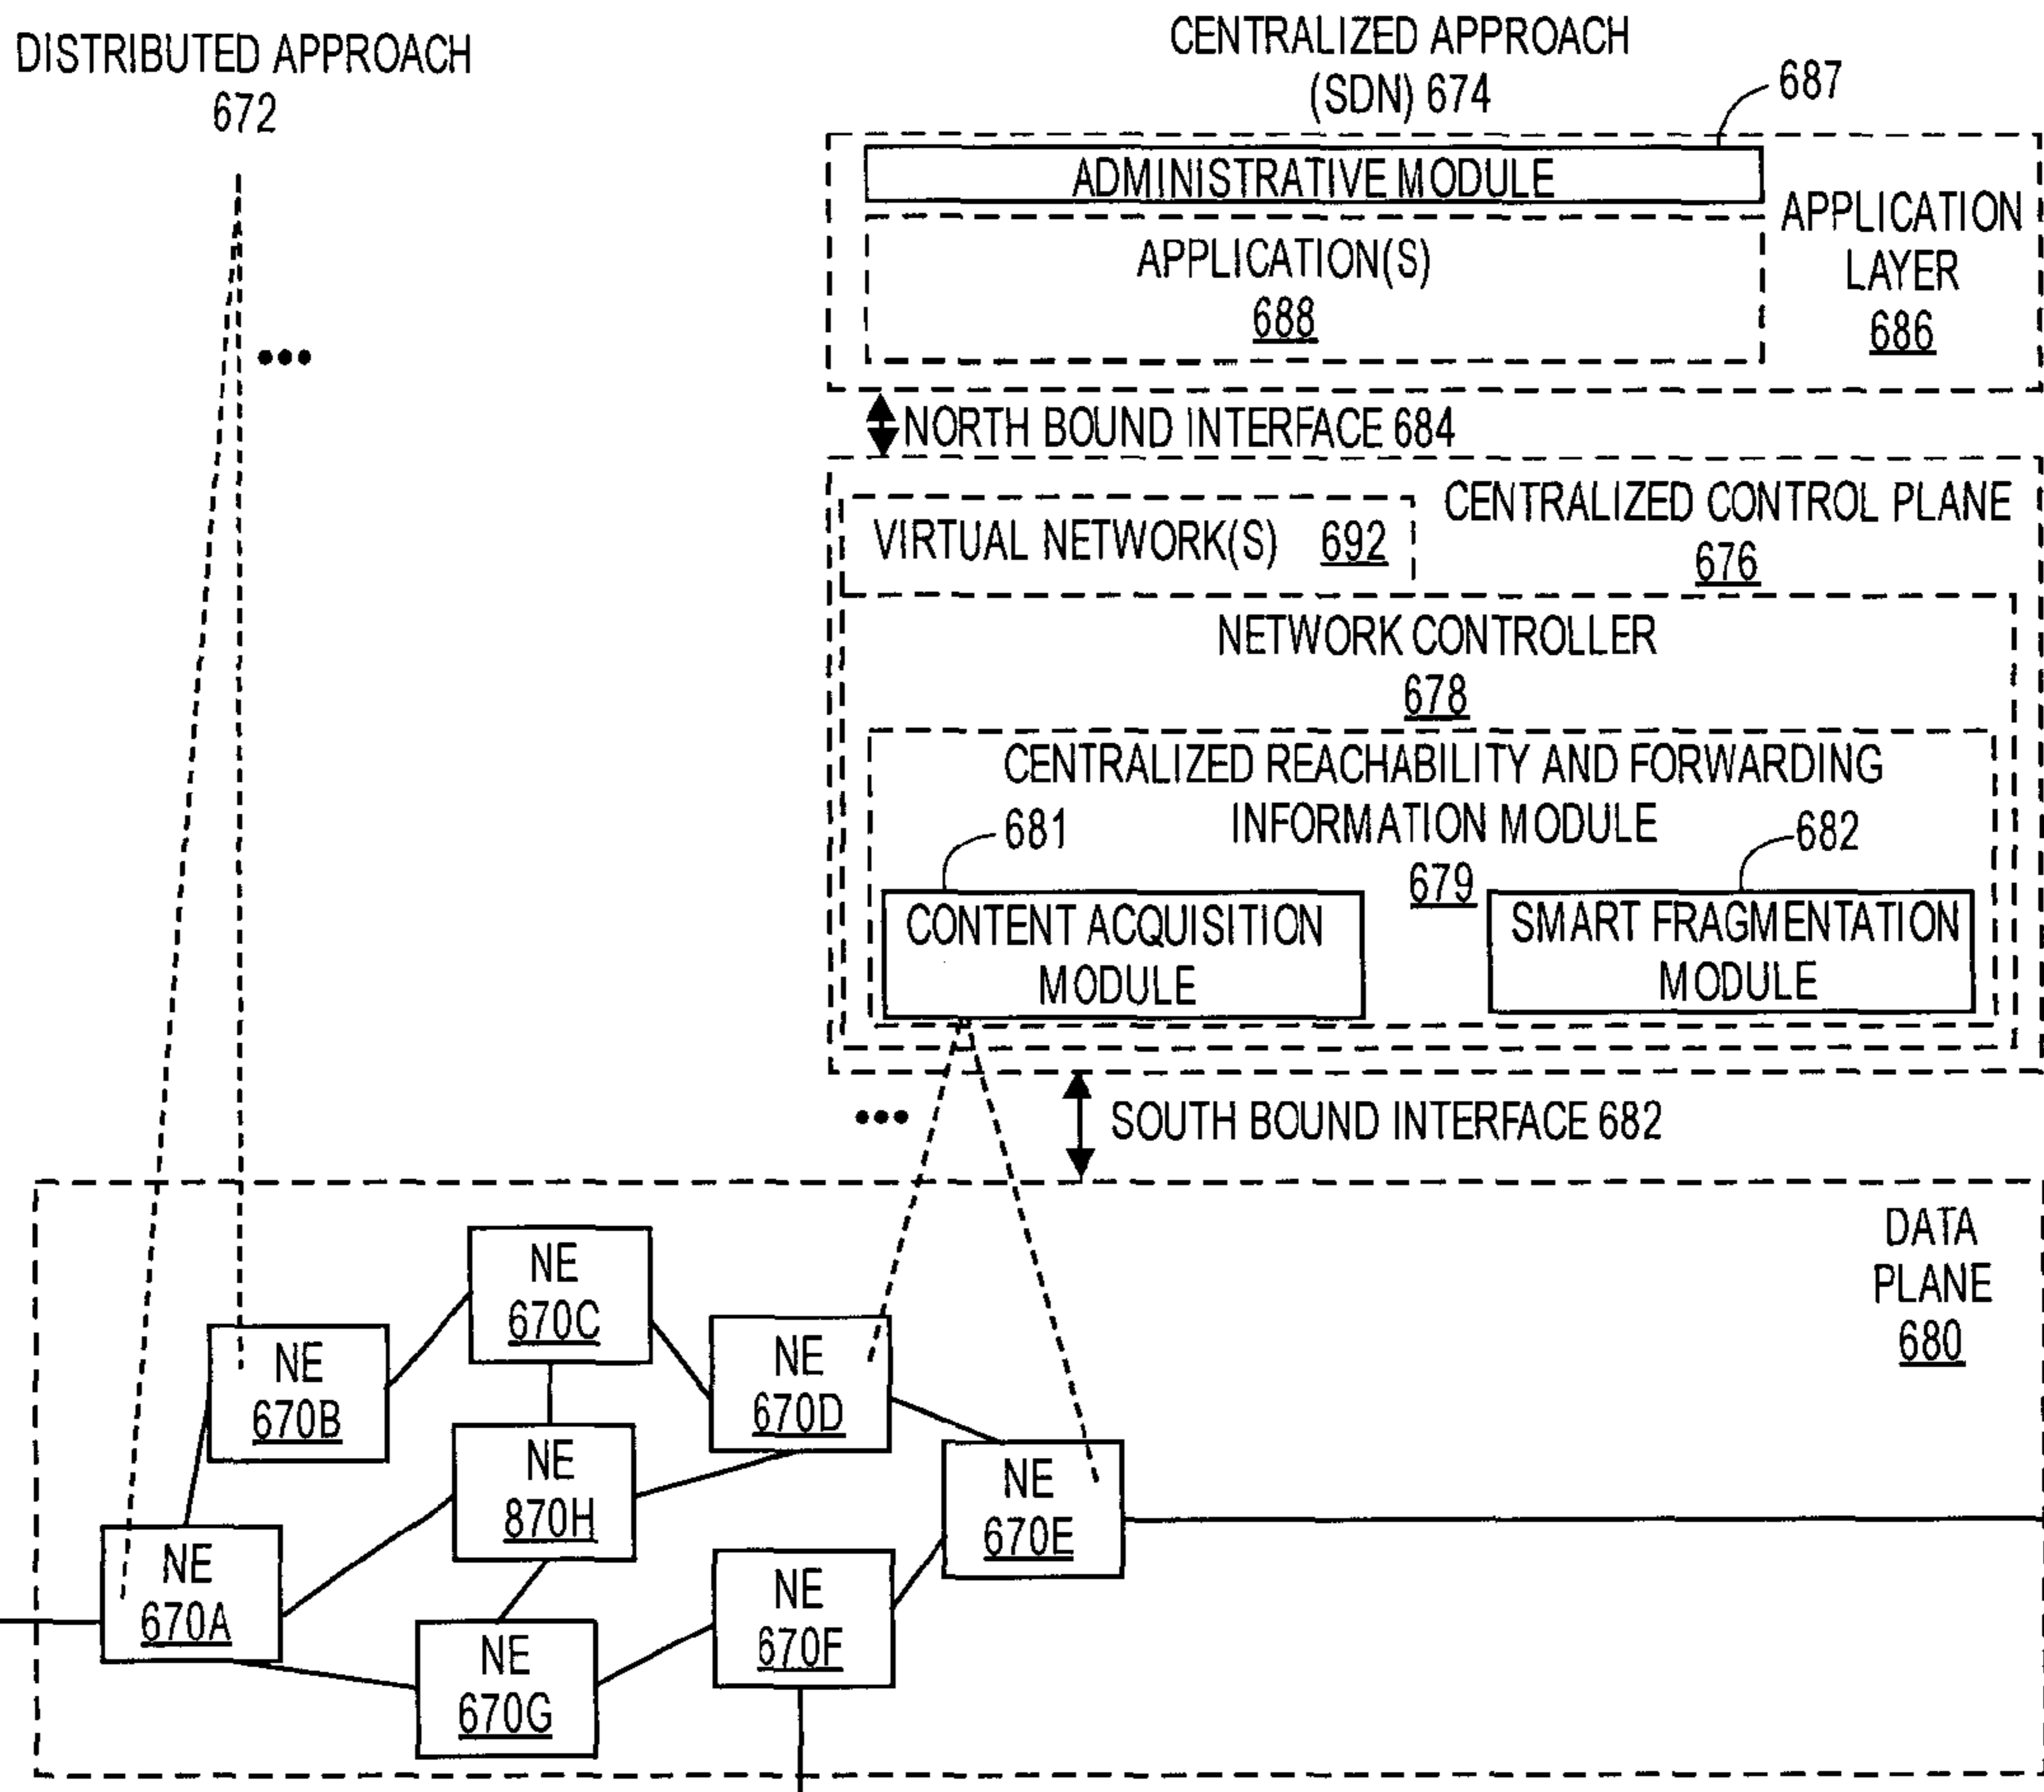 DISTRIBUTED APPROACH
672
CENTRALIZED APPROACH
(SDN) 674
687
ADMINISTRATIVE MODULE
APPLICATION(S)
688
APPLICATION
LAYER
686
NORTH BOUND INTERFACE 684
VIRTUAL NETWORK(S) 692
CENTRALIZED CONTROL PLANE
676
NETWORK CONTROLLER
678
CENTRALIZED REACHABILITY AND FORWARDING
INFORMATION MODULE
679
681
682
CONTENT ACQUISITION
MODULE
SMART FRAGMENTATION
MODULE
SOUTH BOUND INTERFACE 682
DATA
PLANE
680
NE
670C
NE
670B
NE
670D
NE
870H
NE
670E
NE
670A
NE
670F
NE
670G